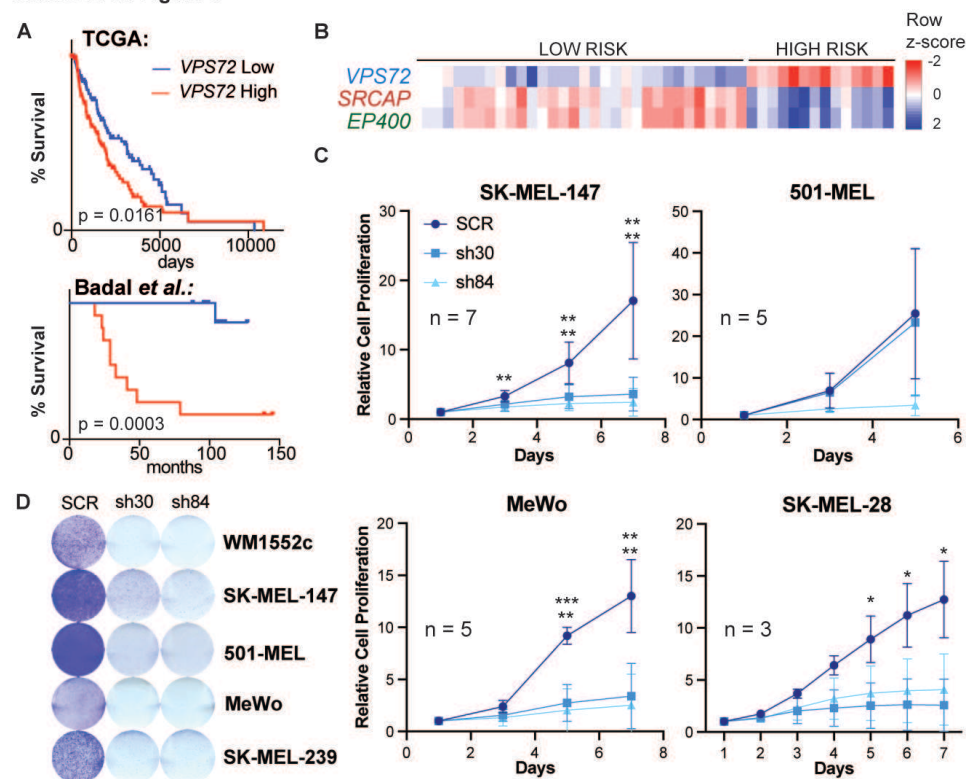 A
TCGA:
VPS72 Low
VPS72 High
% Survival
0
p = 0.0161
0
5000
10000
days
Badal et al.:
% Survival
0
p = 0.0003
0
50
100
150
months
B
LOW RISK
HIGH RISK
Row
z-score
VPS72
SRCAP
EP400
-2
0
2
C
SK-MEL-147
Relative Cell Proliferation
30
20
10
0
SCR
sh30
sh84
n = 7
**
**
**
**
**
0
2
4
6
8
Days
501-MEL
50
40
30
20
10
0
n = 5
0
2
4
6
Days
D
SCR sh30 sh84
WM1552c
SK-MEL-147
501-MEL
MeWo
SK-MEL-239
MeWo
Relative Cell Proliferation
20
15
10
5
0
n = 5
***
**
**
**
0
2
4
6
8
Days
SK-MEL-28
20
15
10
5
0
n = 3
*
*
*
1
2
3
4
5
6
7
Days